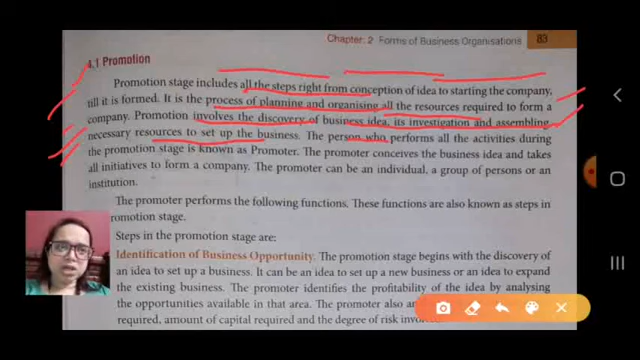 Chapter: 2 Forms of Business Organisations 83
4.1 Promotion
Promotion stage includes all the steps right from conception of idea to starting the company,
till it is formed. It is the process of planning and organising all the resources required to form a
company. Promotion involves the discovery of business idea, its investigation and assembling
necessary resources to set up the business. The person who performs all the activities during
the promotion stage is known as Promoter. The promoter conceives the business idea and takes
all initiatives to form a company. The promoter can be an individual, a group of persons or an
institution.
The promoter performs the following functions. These functions are also known as steps in
romotion stage.
Steps in the promotion stage are:
Identification of Business Opportunity. The promotion stage begins with the discovery of
an idea to set up a business. It can be an idea to set up a new business or an idea to expand
the existing business. The promoter identifies the profitability of the idea by analysing
the opportunities available in that area. The promoter also
required, amount of capital required and the degree of risk